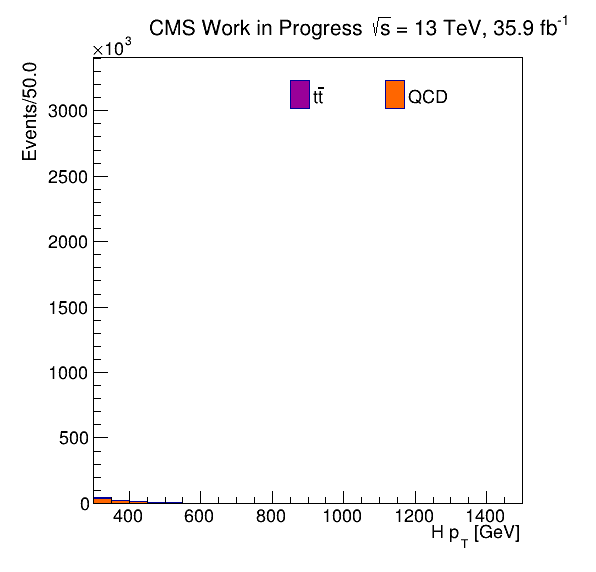 CMS Work in Progress √s = 13 TeV, 35.9 fb⁻¹
×10³
Events/50.0
tt̄
QCD
3000
2500
2000
1500
1000
500
0
400 600 800 1000 1200 1400
H p_T [GeV]